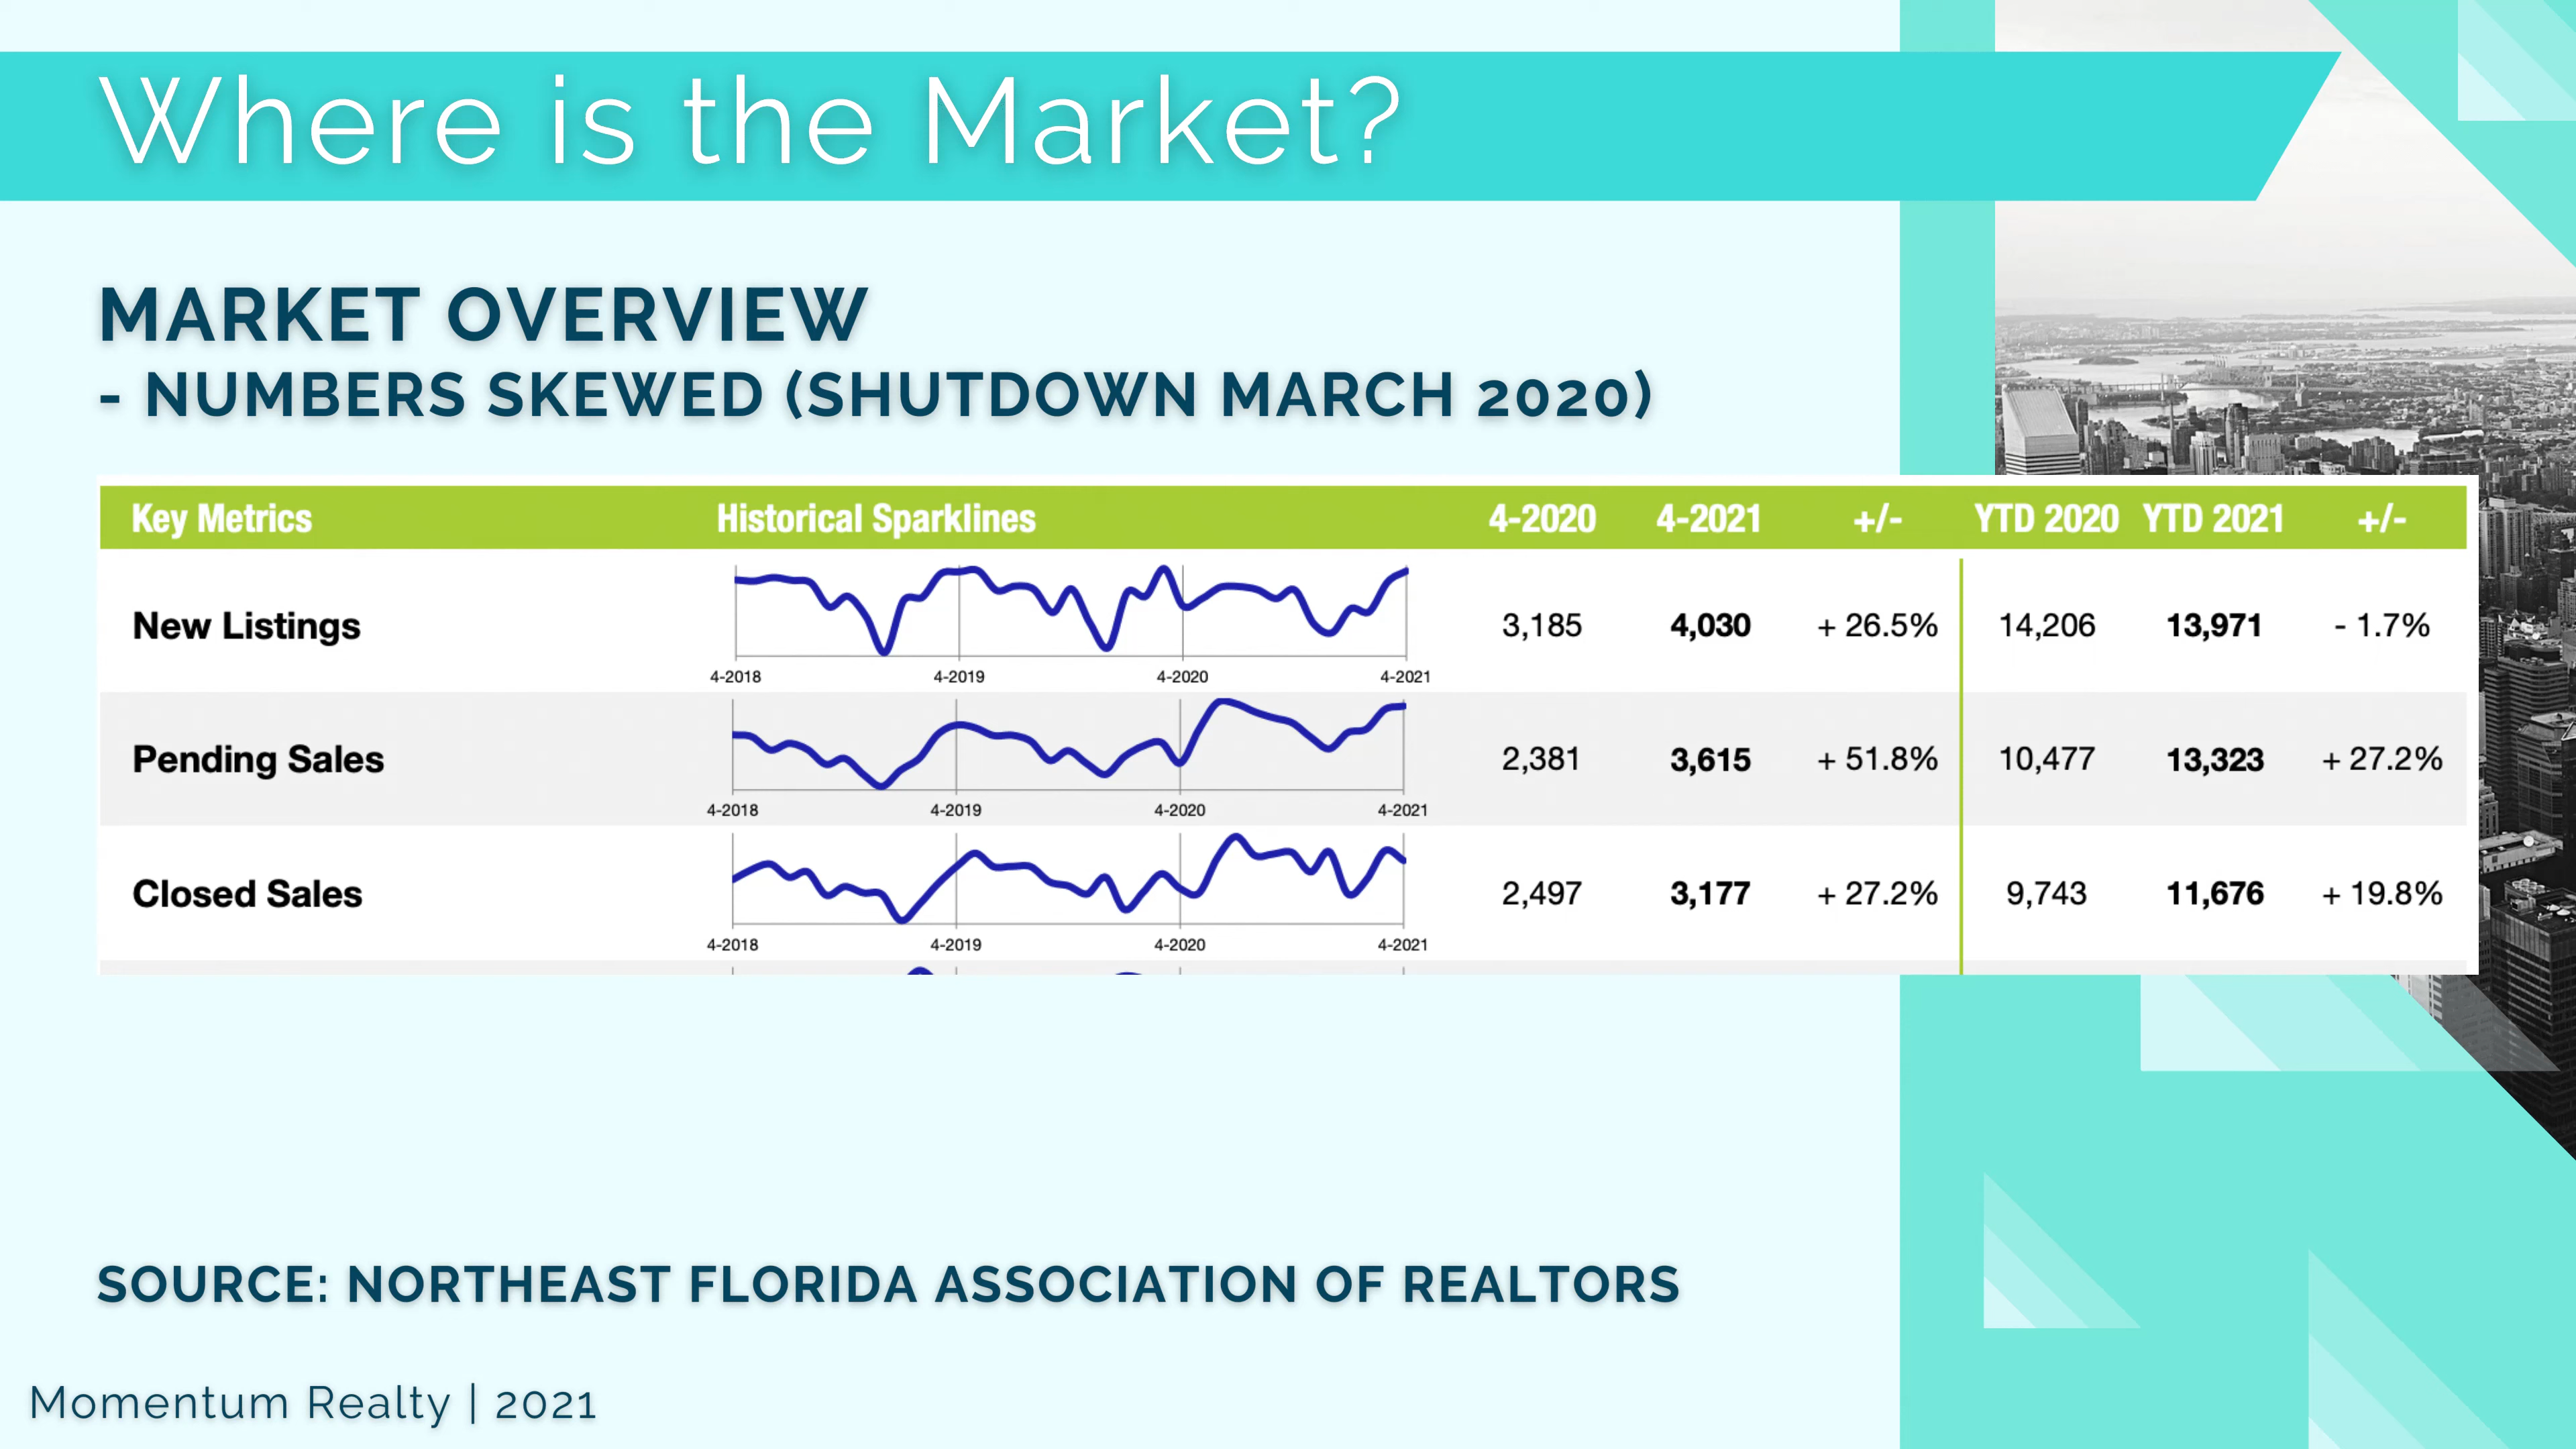 Where is the Market?
MARKET OVERVIEW
- NUMBERS SKEWED (SHUTDOWN MARCH 2020)
Key Metrics Historical Sparklines 4-2020 4-2021 +/- YTD 2020 YTD 2021 +/-
New Listings 3,185 4,030 + 26.5% 14,206 13,971 - 1.7%
4-2018 4-2019 4-2020 4-2021
Pending Sales 2,381 3,615 + 51.8% 10,477 13,323 + 27.2%
4-2018 4-2019 4-2020 4-2021
Closed Sales 2,497 3,177 + 27.2% 9,743 11,676 + 19.8%
4-2018 4-2019 4-2020 4-2021
SOURCE: NORTHEAST FLORIDA ASSOCIATION OF REALTORS
Momentum Realty | 2021